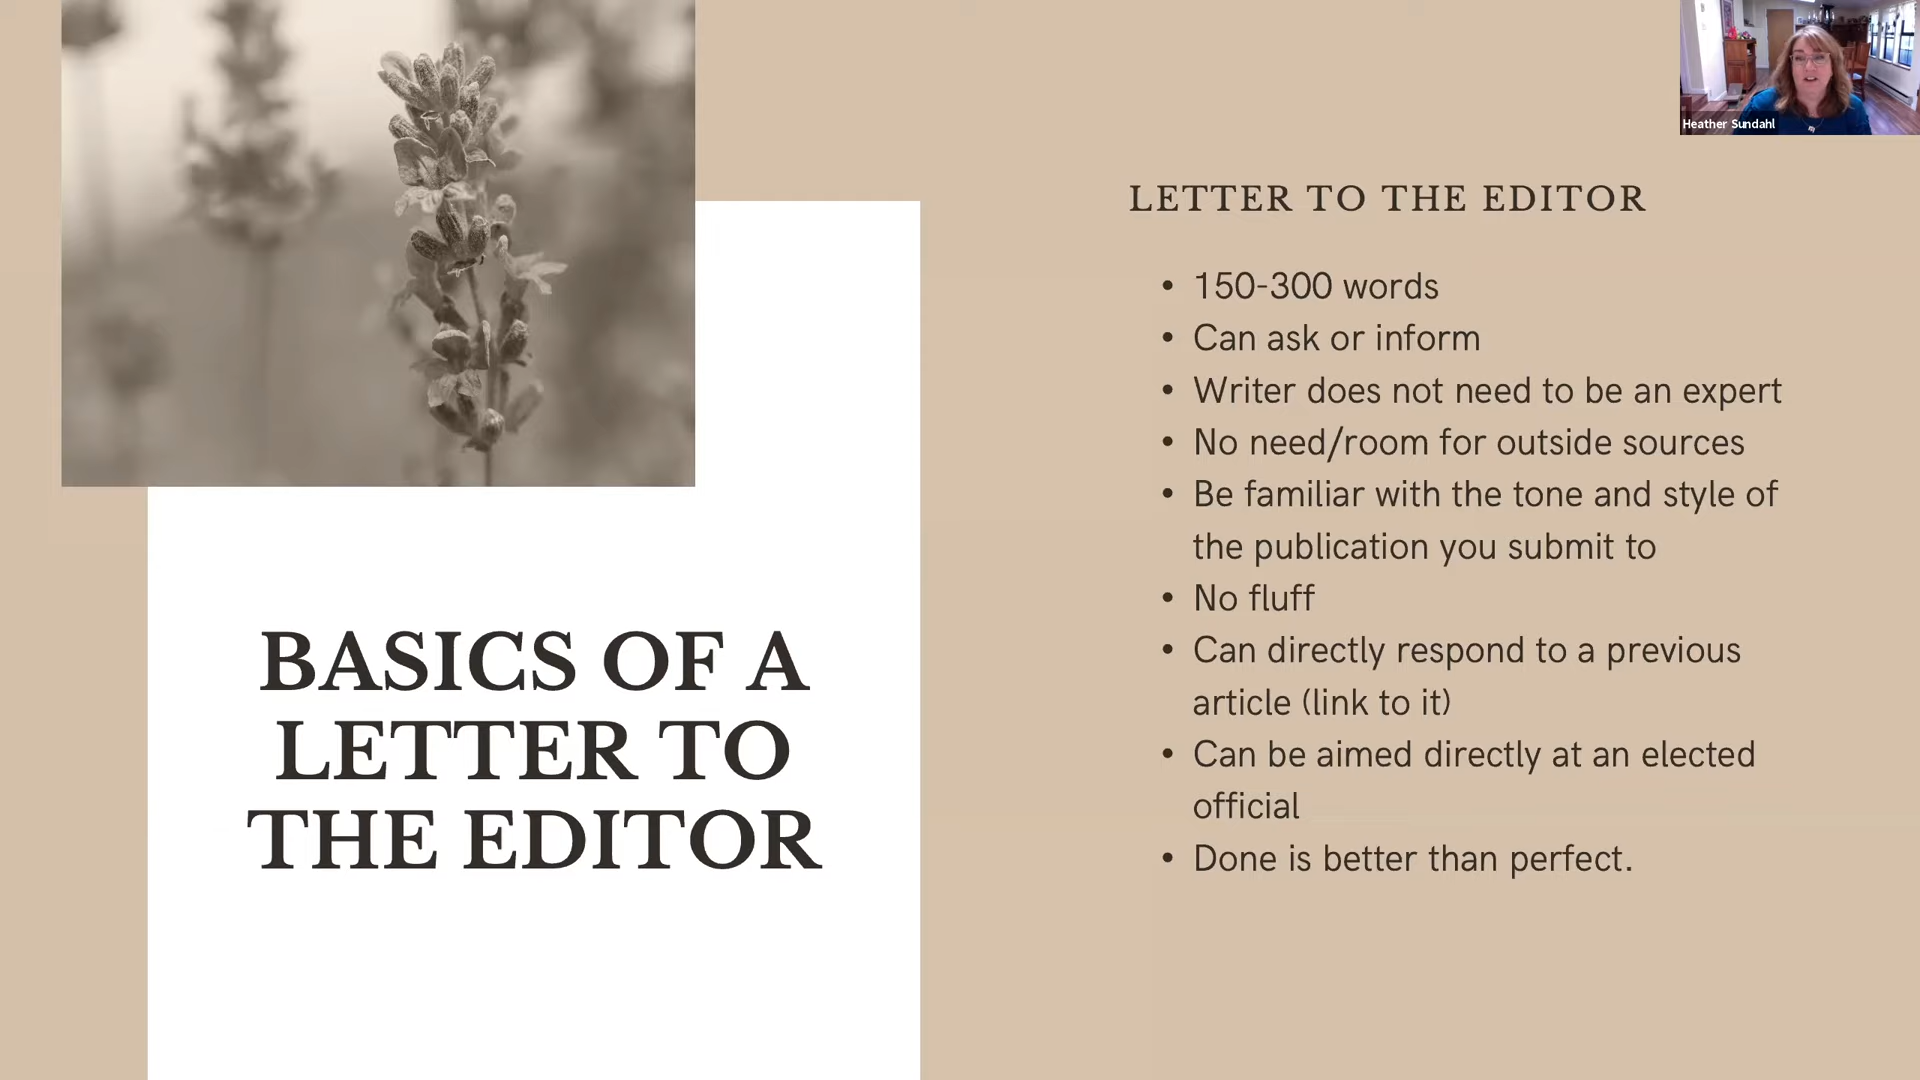 Heather Sundahl
LETTER TO THE EDITOR
• 150-300 words
• Can ask or inform
• Writer does not need to be an expert
• No need/room for outside sources
• Be familiar with the tone and style of
the publication you submit to
• No fluff
• Can directly respond to a previous
article (link to it)
• Can be aimed directly at an elected
official
• Done is better than perfect.
BASICS OF A
LETTER TO
THE EDITOR